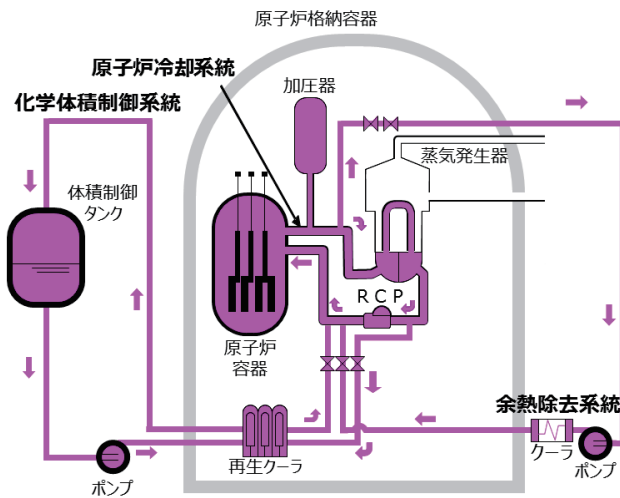 原子炉格納容器
原子炉冷却系統
加圧器
化学体積制御系統
蒸気発生器
体積制御
タンク
ＲＣＰ
原子炉
容器
余熱除去系統
クーラ
再生クーラ
ポンプ
ポンプ